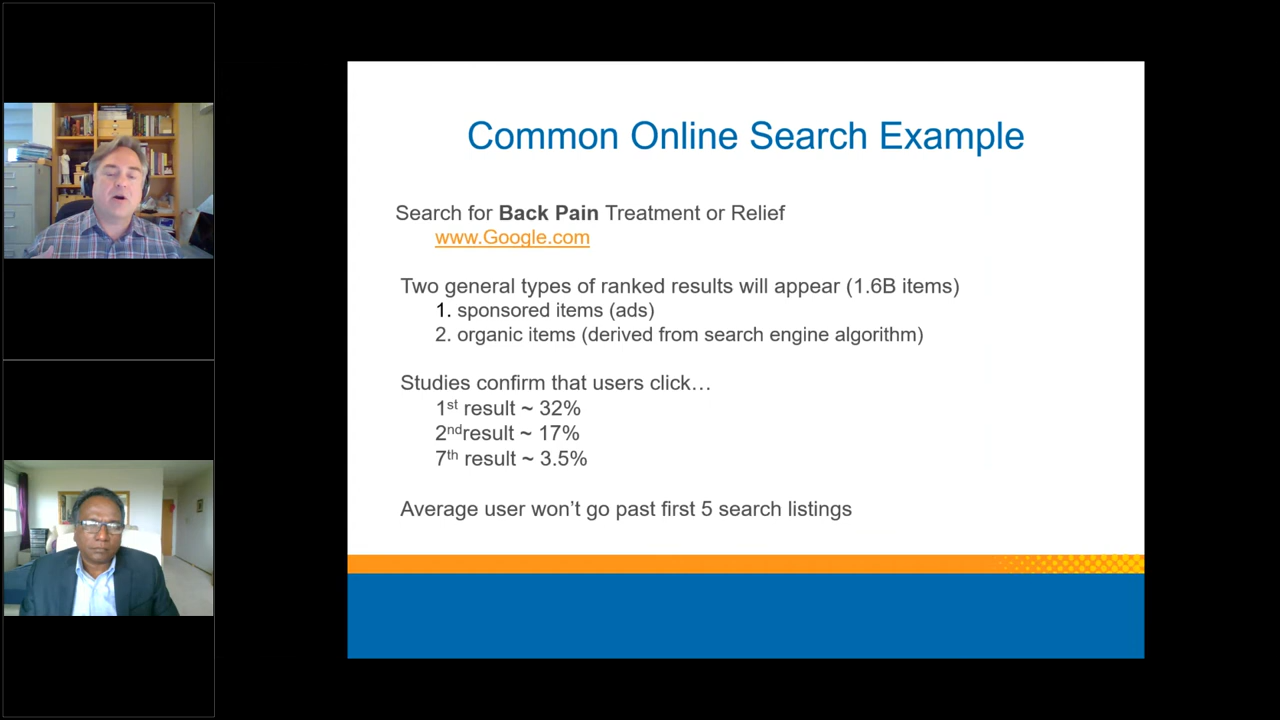 Common Online Search Example
Search for Back Pain Treatment or Relief
www.Google.com
Two general types of ranked results will appear (1.6B items)
1. sponsored items (ads)
2. organic items (derived from search engine algorithm)
Studies confirm that users click…
1st result ~ 32%
2ndresult ~ 17%
7th result ~ 3.5%
Average user won’t go past first 5 search listings